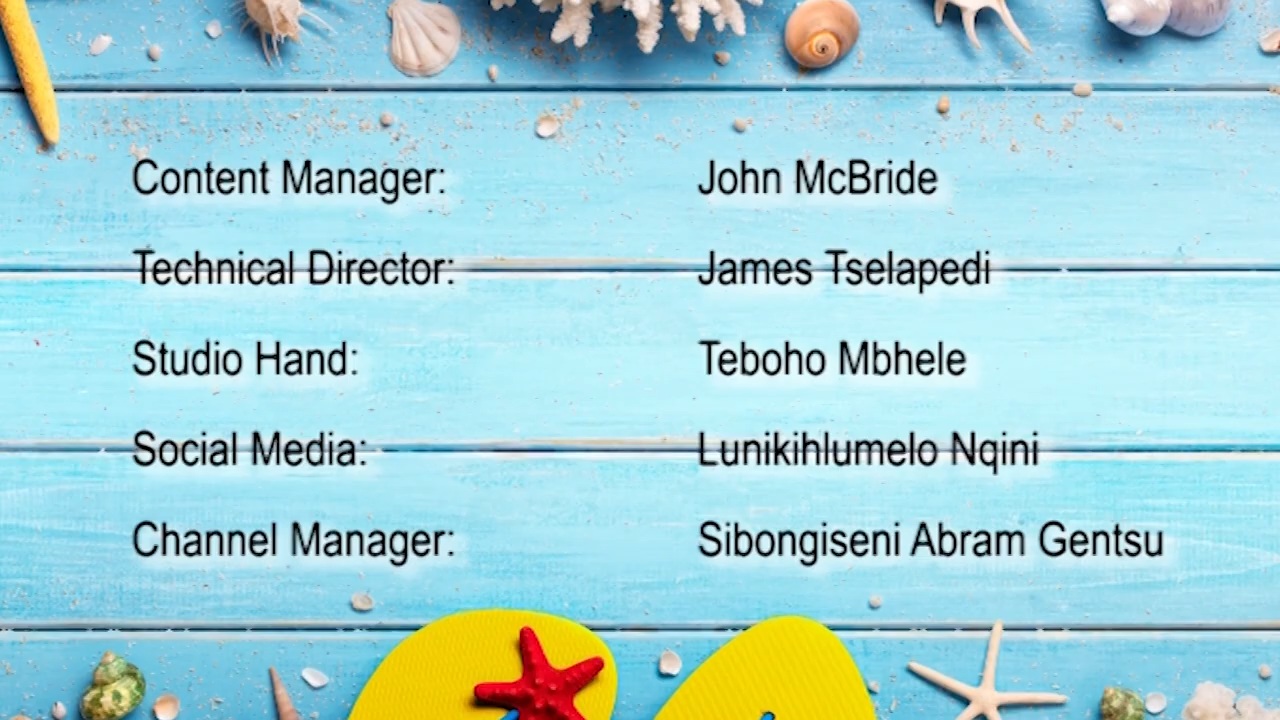 Content Manager: John McBride
Technical Director: James Tselapedi
Studio Hand: Teboho Mbhele
Social Media: Lunikihlumelo Nqini
Channel Manager: Sibongiseni Abram Gentsu